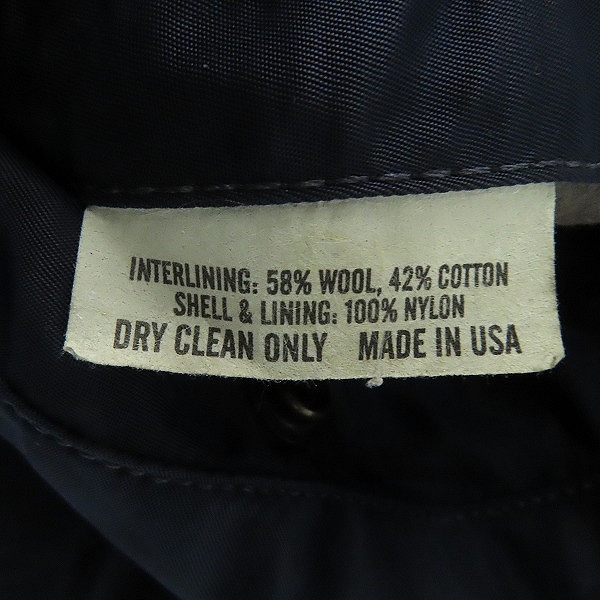 INTERLINING: 58% WOOL, 42% COTTON
SHELL & LINING: 100% NYLON
DRY CLEAN ONLY MADE IN USA